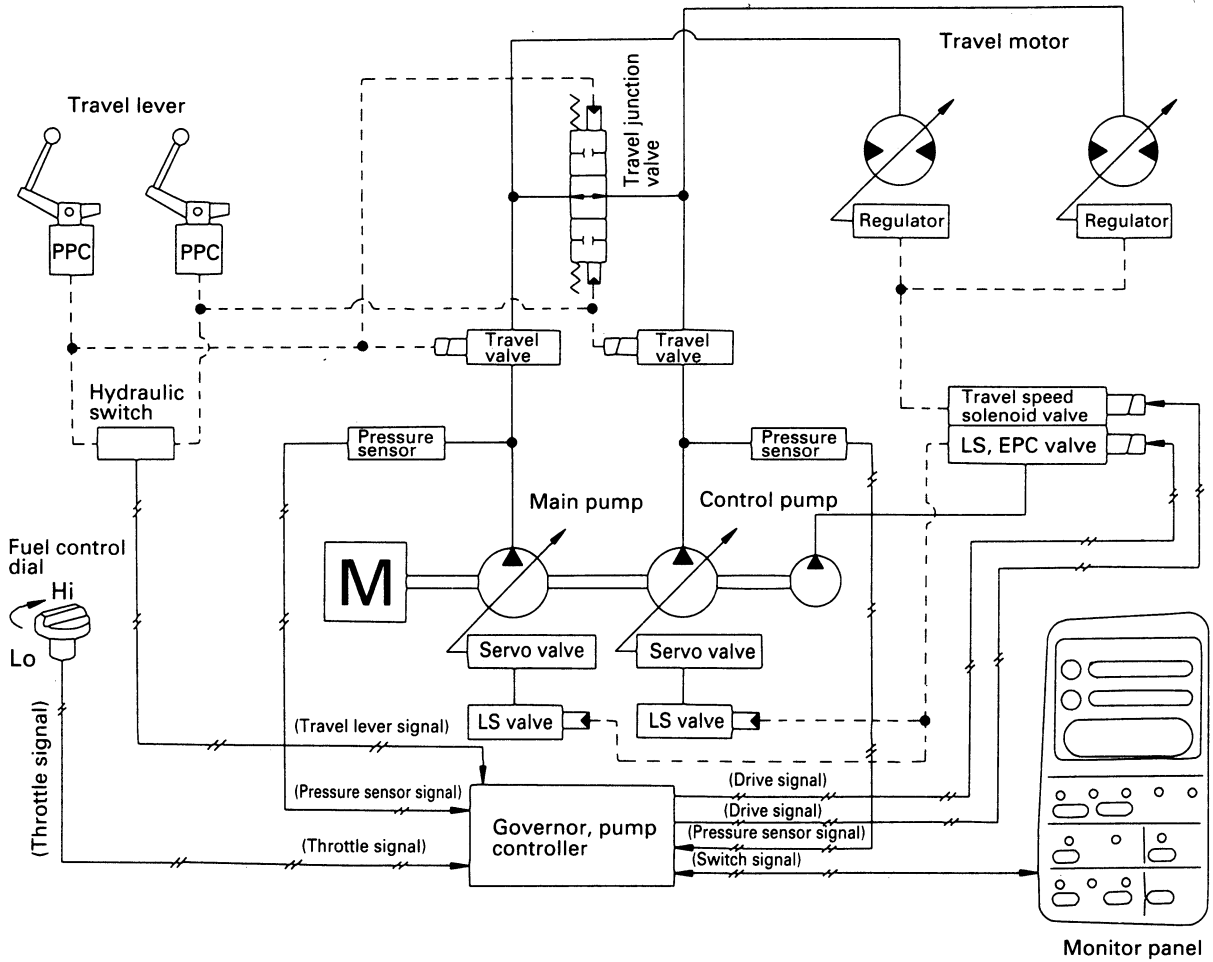 Travel motor
Travel lever
Travel junction
valve
PPC
PPC
Regulator
Regulator
Travel
valve
Travel
valve
Hydraulic
switch
Travel speed
solenoid valve
LS, EPC valve
Pressure
sensor
Pressure
sensor
Main pump
Control pump
Fuel control
dial
Hi
Lo
M
Servo valve
Servo valve
LS valve
LS valve
(Throttle signal)
(Travel lever signal)
(Pressure sensor signal)
(Throttle signal)
Governor, pump
controller
(Drive signal)
(Drive signal)
(Pressure sensor signal)
(Switch signal)
Monitor panel